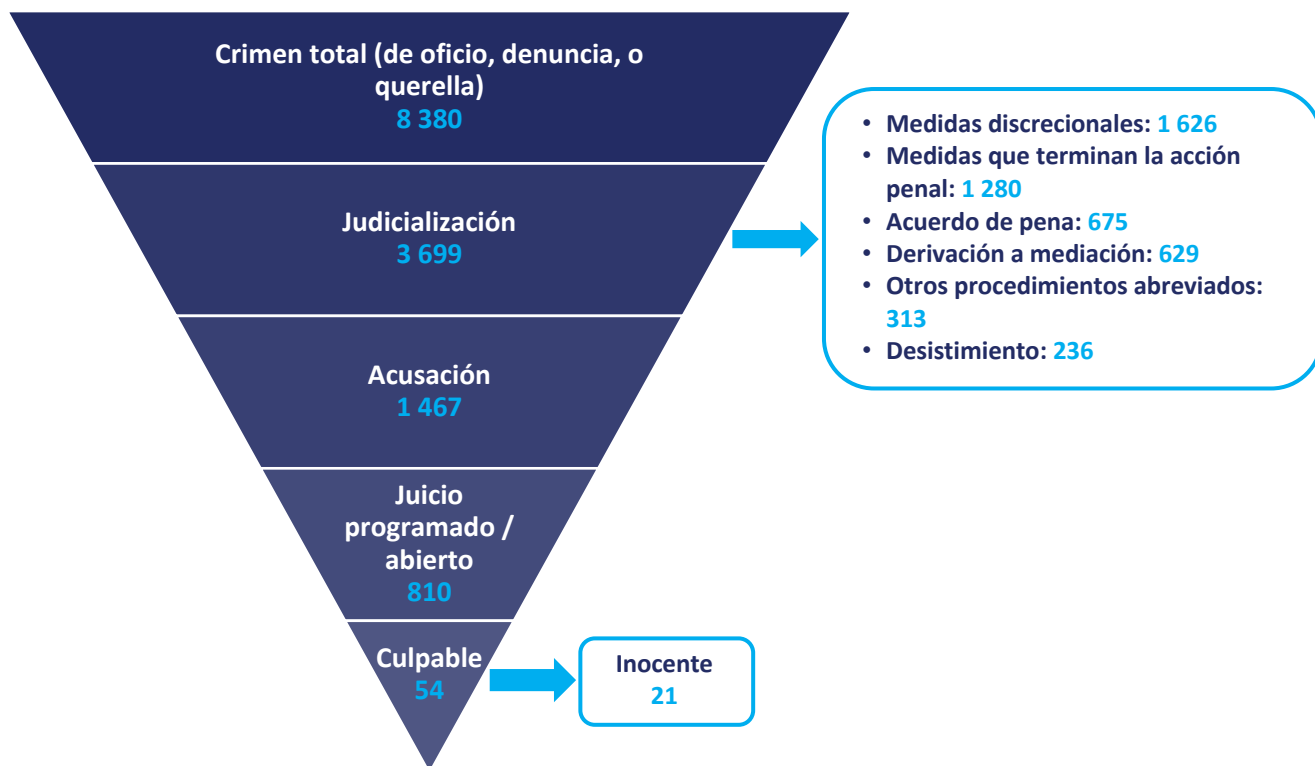 Crimen total (de oficio, denuncia, o
querella)
8 380
Judicialización
3 699
Acusación
1 467
Juicio
programado /
abierto
810
Culpable
54
• Medidas discrecionales: 1 626
• Medidas que terminan la acción
penal: 1 280
• Acuerdo de pena: 675
• Derivación a mediación: 629
• Otros procedimientos abreviados:
313
• Desistimiento: 236
Inocente
21